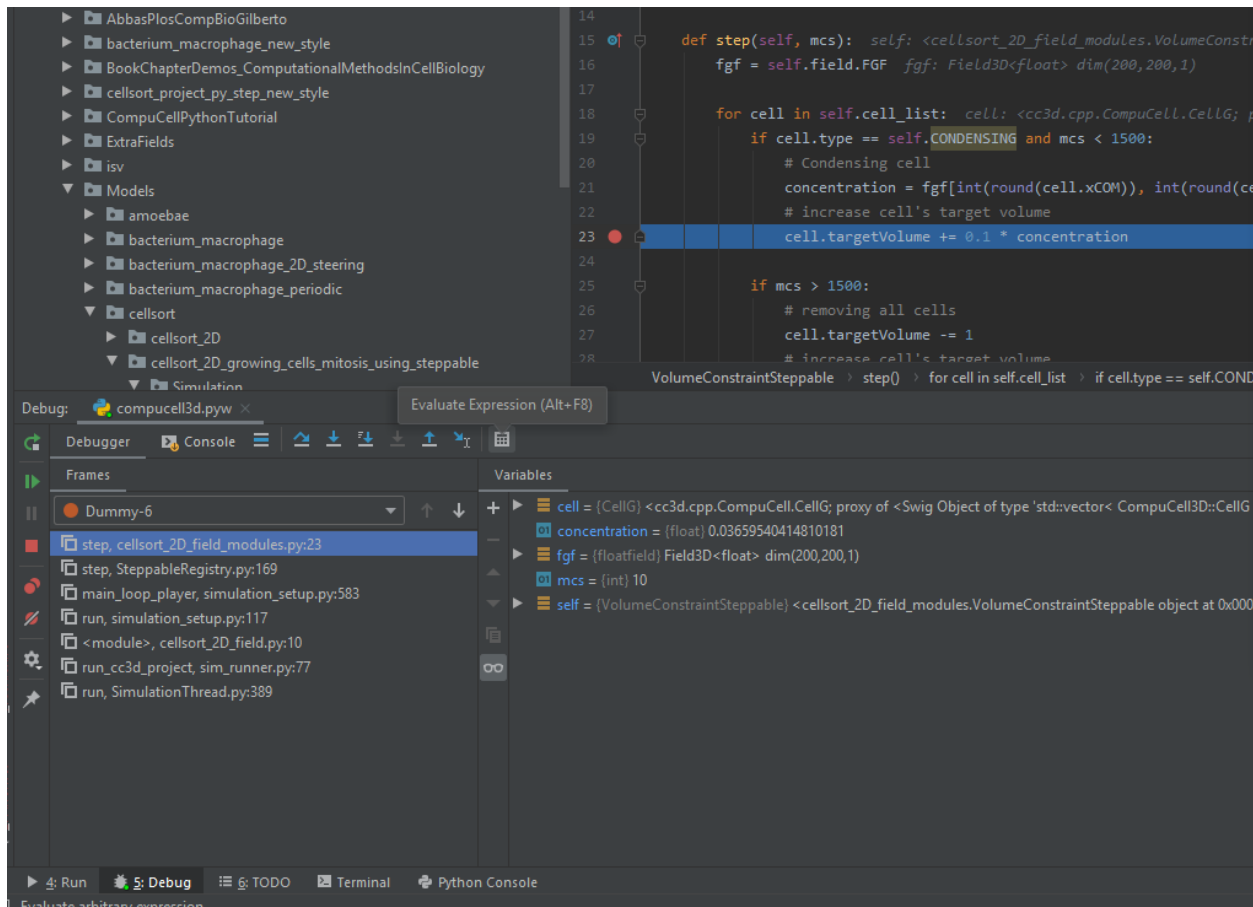 AbbasPlosCompBioGilberto
bacterium_macrophage_new_style
BookChapterDemos_ComputationalMethodsInCellBiology
cellsort_project_py_step_new_style
CompuCellPythonTutorial
ExtraFields
isv
Models
amoebae
bacterium_macrophage
bacterium_macrophage_2D_steering
bacterium_macrophage_periodic
cellsort
cellsort_2D
cellsort_2D_growing_cells_mitosis_using_steppable
Simulation
14
15 def step(self, mcs): self: <cellsort_2D_field_modules.VolumeConstr
16 fgf = self.field.FGF fgf: Field3D<float> dim(200,200,1)
17
18 for cell in self.cell_list: cell: <cc3d.cpp.CompuCell.CellG; p
19 if cell.type == self.CONDENSING and mcs < 1500:
20 # Condensing cell
21 concentration = fgf[int(round(cell.xCOM)), int(round(ce
22 # increase cell's target volume
23 cell.targetVolume += 0.1 * concentration
24
25 if mcs > 1500:
26 # removing all cells
27 cell.targetVolume -= 1
28 # increase cell's target volume
VolumeConstraintSteppable › step() › for cell in self.cell_list › if cell.type == self.COND
Debug: compucell3d.pyw ×
Evaluate Expression (Alt+F8)
Debugger Console
Frames
Dummy-6
step, cellsort_2D_field_modules.py:23
step, SteppableRegistry.py:169
main_loop_player, simulation_setup.py:583
run, simulation_setup.py:117
<module>, cellsort_2D_field.py:10
run_cc3d_project, sim_runner.py:77
run, SimulationThread.py:389
Variables
cell = {CellG} <cc3d.cpp.CompuCell.CellG; proxy of <Swig Object of type 'std::vector< CompuCell3D::CellG
concentration = {float} 0.03659540414810181
fgf = {floatfield} Field3D<float> dim(200,200,1)
mcs = {int} 10
self = {VolumeConstraintSteppable} <cellsort_2D_field_modules.VolumeConstraintSteppable object at 0x000
4: Run 5: Debug 6: TODO Terminal Python Console
Evaluate arbitrary expression